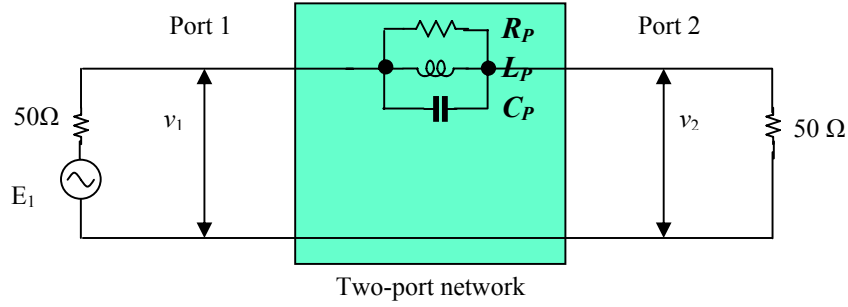 Port 1
R_P
Port 2
L_P
50Ω
v₁
C_P
v₂
50 Ω
E₁
Two-port network